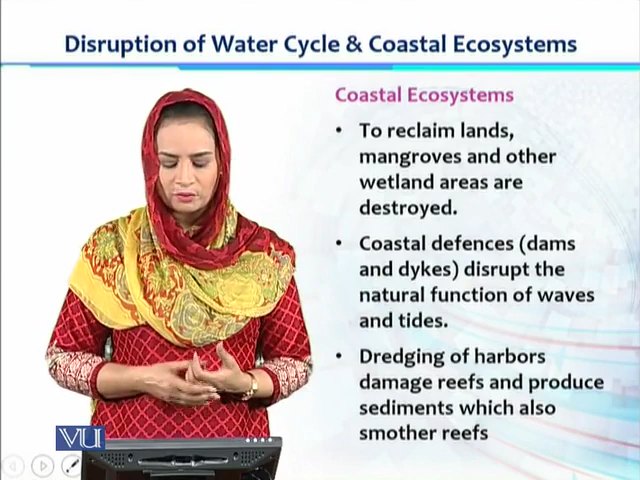 Disruption of Water Cycle & Coastal Ecosystems
Coastal Ecosystems
• To reclaim lands,
mangroves and other
wetland areas are
destroyed.
• Coastal defences (dams
and dykes) disrupt the
natural function of waves
and tides.
• Dredging of harbors
damage reefs and produce
sediments which also
smother reefs
VU